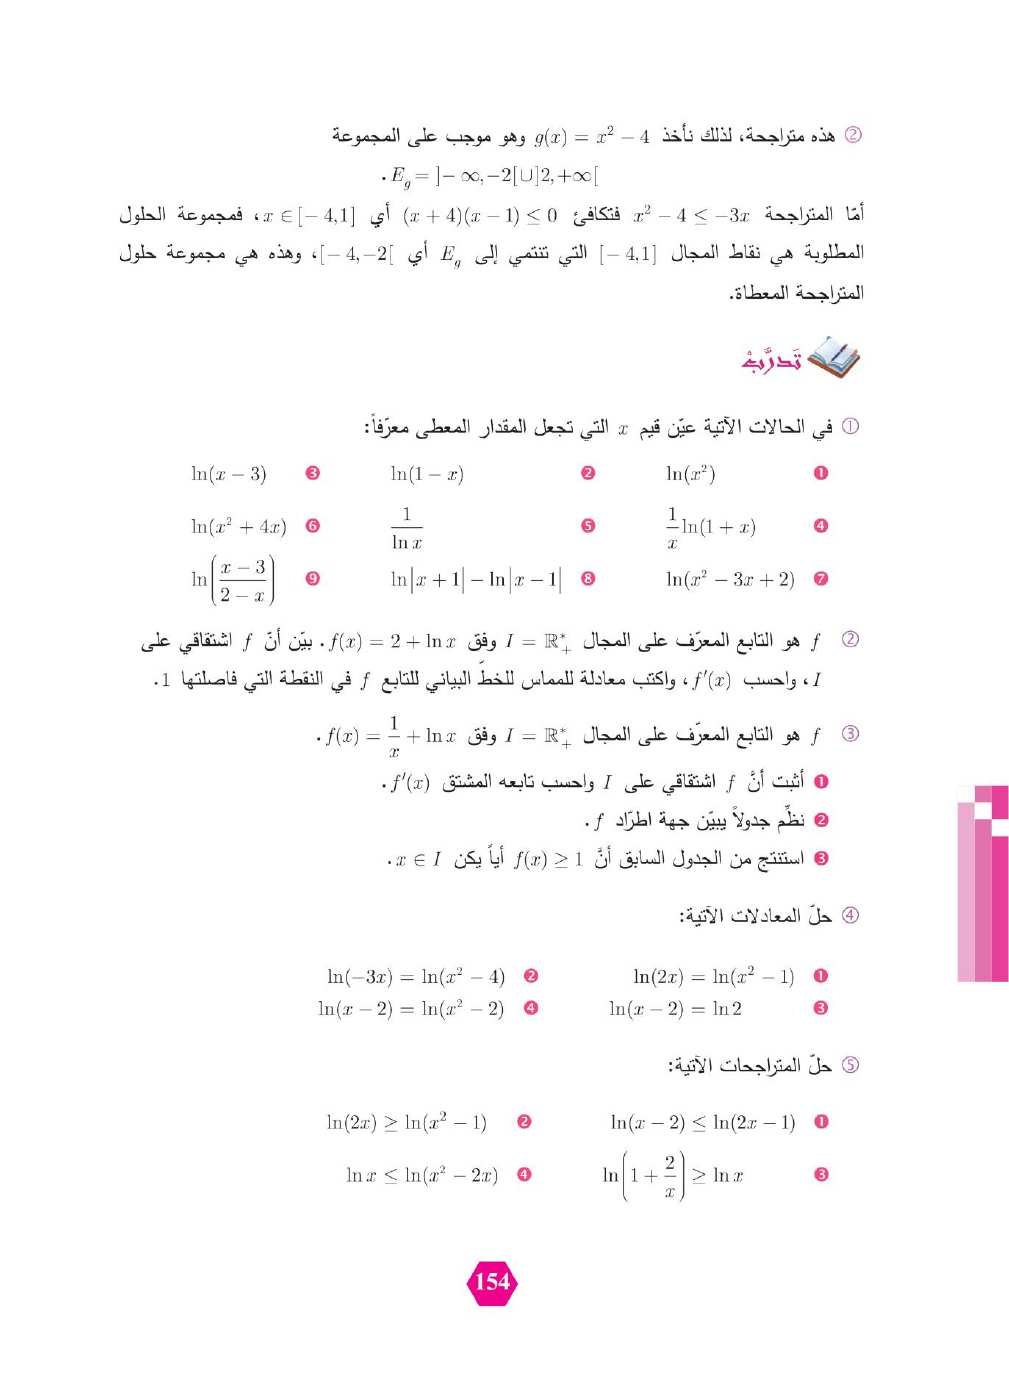 ② هذه متراجحة، لذلك نأخذ g(x) = x² − 4 وهو موجب على المجموعة
E_g = ]−∞,−2[∪]2,+∞[ .
أمّا المتراجحة x² − 4 ≤ −3x فتكافئ (x + 4)(x − 1) ≤ 0 أي x ∈ [−4,1]، فمجموعة الحلول
المطلوبة هي نقاط المجال [−4,1] التي تنتمي إلى E_g أي [−4,−2[، وهذه هي مجموعة حلول
المتراجحة المعطاة.
تَدرَّبْ
① في الحالات الآتية عيّن قيم x التي تجعل المقدار المعطى معرّفاً:
❶ ln(x²) ❷ ln(1 − x) ❸ ln(x − 3)
❹ \frac{1}{x} ln(1 + x) ❺ \frac{1}{ln x} ❻ ln(x² + 4x)
❼ ln(x² − 3x + 2) ❽ ln|x + 1| − ln|x − 1| ❾ ln(\frac{x − 3}{2 − x})
② f هو التابع المعرّف على المجال I = ℝ₊* وفق f(x) = 2 + ln x . بيّن أنّ f اشتقاقي على
I ، واحسب f′(x) ، واكتب معادلة للمماس للخطّ البياني للتابع f في النقطة التي فاصلتها 1 .
③ f هو التابع المعرّف على المجال I = ℝ₊* وفق f(x) = \frac{1}{x} + ln x .
❶ أثبت أنَّ f اشتقاقي على I واحسب تابعه المشتق f′(x) .
❷ نظّم جدولاً يبيّن جهة اطرّاد f .
❸ استنتج من الجدول السابق أنَّ f(x) ≥ 1 أياً يكن x ∈ I .
④ حلّ المعادلات الآتية:
❶ ln(2x) = ln(x² − 1) ❷ ln(−3x) = ln(x² − 4)
❸ ln(x − 2) = ln 2 ❹ ln(x − 2) = ln(x² − 2)
⑤ حلّ المتراجحات الآتية:
❶ ln(x − 2) ≤ ln(2x − 1) ❷ ln(2x) ≥ ln(x² − 1)
❸ ln(1 + \frac{2}{x}) ≥ ln x ❹ ln x ≤ ln(x² − 2x)
154